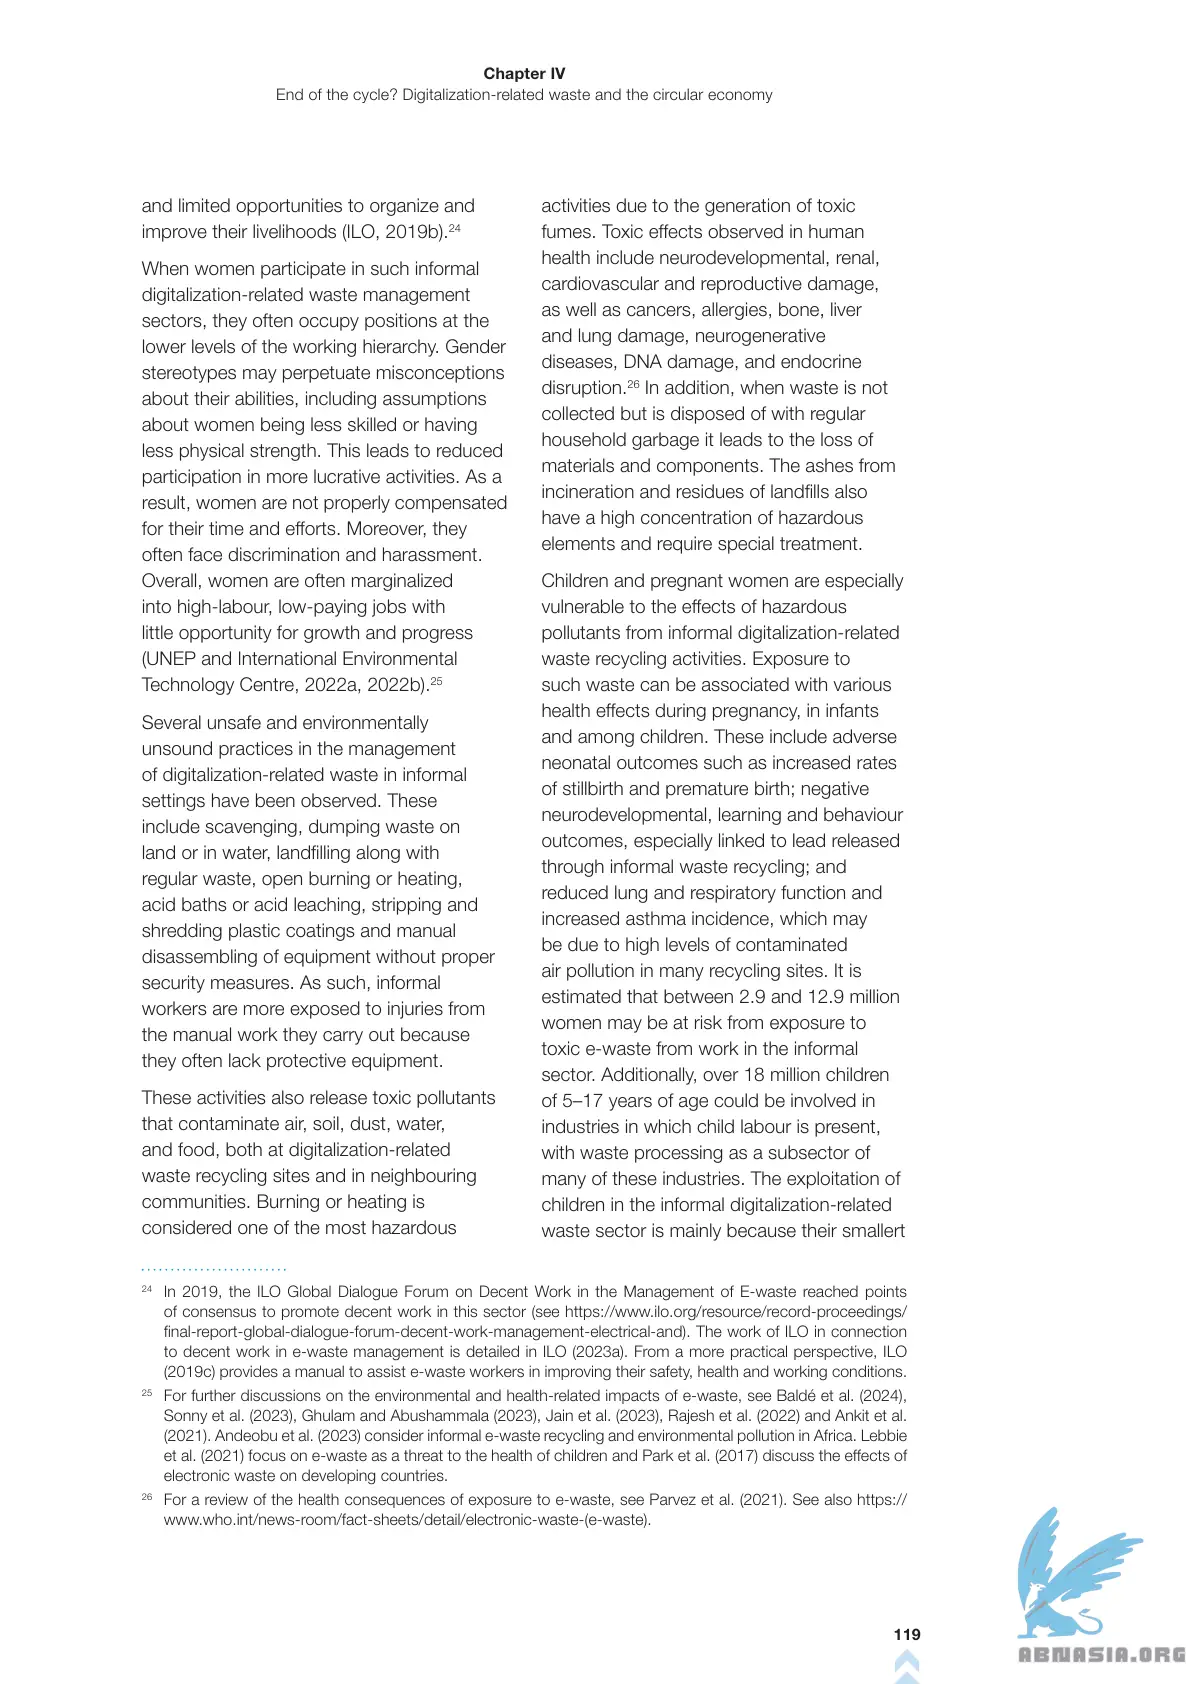 Chapter IV
End of the cycle? Digitalization-related waste and the circular economy
and limited opportunities to organize and
improve their livelihoods (ILO, 2019b).24
When women participate in such informal
digitalization-related waste management
sectors, they often occupy positions at the
lower levels of the working hierarchy. Gender
stereotypes may perpetuate misconceptions
about their abilities, including assumptions
about women being less skilled or having
less physical strength. This leads to reduced
participation in more lucrative activities. As a
result, women are not properly compensated
for their time and efforts. Moreover, they
often face discrimination and harassment.
Overall, women are often marginalized
into high-labour, low-paying jobs with
little opportunity for growth and progress
(UNEP and International Environmental
Technology Centre, 2022a, 2022b).25
Several unsafe and environmentally
unsound practices in the management
of digitalization-related waste in informal
settings have been observed. These
include scavenging, dumping waste on
land or in water, landfilling along with
regular waste, open burning or heating,
acid baths or acid leaching, stripping and
shredding plastic coatings and manual
disassembling of equipment without proper
security measures. As such, informal
workers are more exposed to injuries from
the manual work they carry out because
they often lack protective equipment.
These activities also release toxic pollutants
that contaminate air, soil, dust, water,
and food, both at digitalization-related
waste recycling sites and in neighbouring
communities. Burning or heating is
considered one of the most hazardous
activities due to the generation of toxic
fumes. Toxic effects observed in human
health include neurodevelopmental, renal,
cardiovascular and reproductive damage,
as well as cancers, allergies, bone, liver
and lung damage, neurogenerative
diseases, DNA damage, and endocrine
disruption.26 In addition, when waste is not
collected but is disposed of with regular
household garbage it leads to the loss of
materials and components. The ashes from
incineration and residues of landfills also
have a high concentration of hazardous
elements and require special treatment.
Children and pregnant women are especially
vulnerable to the effects of hazardous
pollutants from informal digitalization-related
waste recycling activities. Exposure to
such waste can be associated with various
health effects during pregnancy, in infants
and among children. These include adverse
neonatal outcomes such as increased rates
of stillbirth and premature birth; negative
neurodevelopmental, learning and behaviour
outcomes, especially linked to lead released
through informal waste recycling; and
reduced lung and respiratory function and
increased asthma incidence, which may
be due to high levels of contaminated
air pollution in many recycling sites. It is
estimated that between 2.9 and 12.9 million
women may be at risk from exposure to
toxic e-waste from work in the informal
sector. Additionally, over 18 million children
of 5–17 years of age could be involved in
industries in which child labour is present,
with waste processing as a subsector of
many of these industries. The exploitation of
children in the informal digitalization-related
waste sector is mainly because their smallert
24 In 2019, the ILO Global Dialogue Forum on Decent Work in the Management of E-waste reached points
of consensus to promote decent work in this sector (see https://www.ilo.org/resource/record-proceedings/
final-report-global-dialogue-forum-decent-work-management-electrical-and). The work of ILO in connection
to decent work in e-waste management is detailed in ILO (2023a). From a more practical perspective, ILO
(2019c) provides a manual to assist e-waste workers in improving their safety, health and working conditions.
25 For further discussions on the environmental and health-related impacts of e-waste, see Baldé et al. (2024),
Sonny et al. (2023), Ghulam and Abushammala (2023), Jain et al. (2023), Rajesh et al. (2022) and Ankit et al.
(2021). Andeobu et al. (2023) consider informal e-waste recycling and environmental pollution in Africa. Lebbie
et al. (2021) focus on e-waste as a threat to the health of children and Park et al. (2017) discuss the effects of
electronic waste on developing countries.
26 For a review of the health consequences of exposure to e-waste, see Parvez et al. (2021). See also https://
www.who.int/news-room/fact-sheets/detail/electronic-waste-(e-waste).
119
ABNASIA.ORG